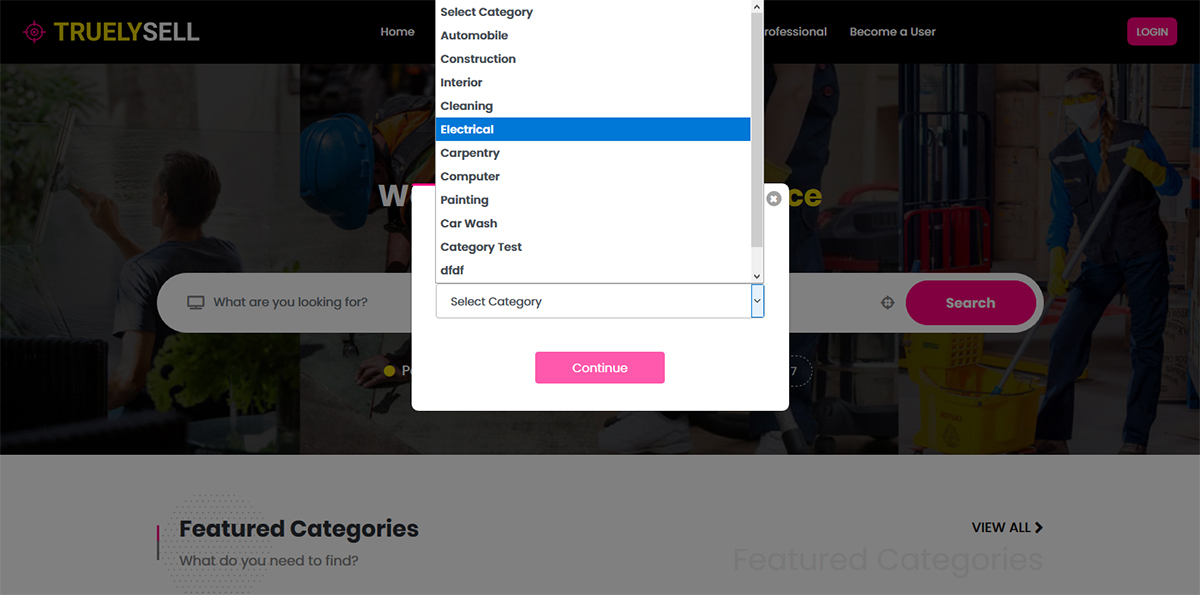 TRUELYSELL
Home
rofessional
Become a User
LOGIN
Select Category
Automobile
Construction
Interior
Cleaning
Electrical
Carpentry
Computer
Painting
Car Wash
Category Test
dfdf
W
ce
What are you looking for?
Search
Select Category
P
7
Continue
Featured Categories
What do you need to find?
VIEW ALL
Featured Categories